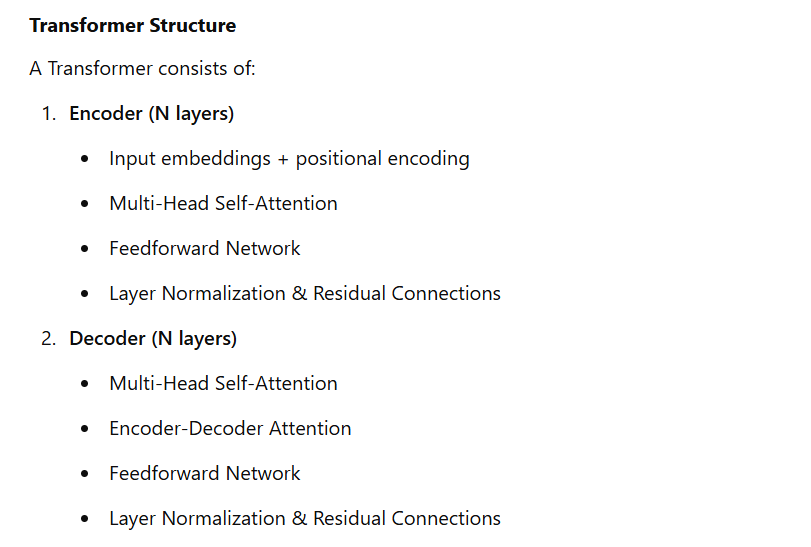 Transformer Structure
A Transformer consists of:
1. Encoder (N layers)
• Input embeddings + positional encoding
• Multi-Head Self-Attention
• Feedforward Network
• Layer Normalization & Residual Connections
2. Decoder (N layers)
• Multi-Head Self-Attention
• Encoder-Decoder Attention
• Feedforward Network
• Layer Normalization & Residual Connections